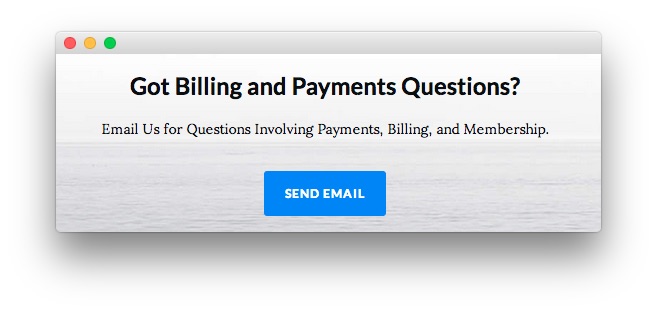 Got Billing and Payments Questions?
Email Us for Questions Involving Payments, Billing, and Membership.
SEND EMAIL